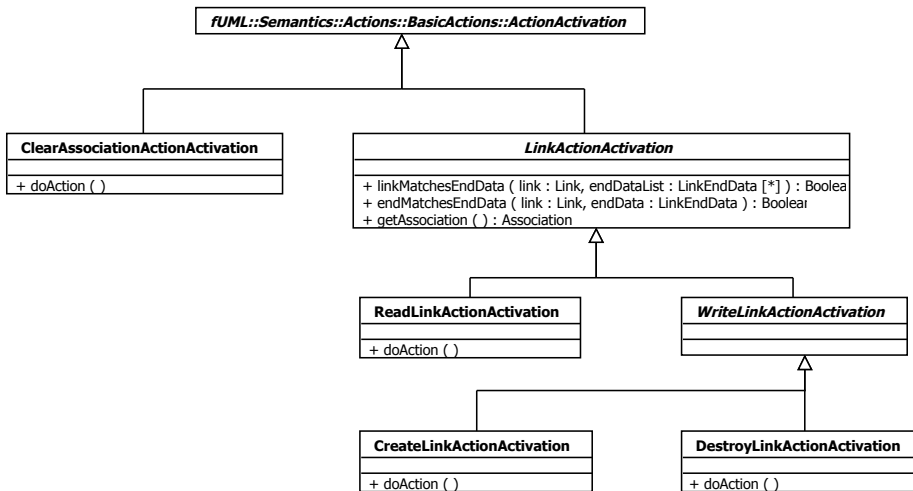 fUML::Semantics::Actions::BasicActions::ActionActivation
ClearAssociationActionActivation
+ doAction ( )
LinkActionActivation
+ linkMatchesEndData ( link : Link, endDataList : LinkEndData [*] ) : Boolea
+ endMatchesEndData ( link : Link, endData : LinkEndData ) : Boolear
+ getAssociation ( ) : Association
ReadLinkActionActivation
+ doAction ( )
WriteLinkActionActivation
CreateLinkActionActivation
+ doAction ( )
DestroyLinkActionActivation
+ doAction ( )